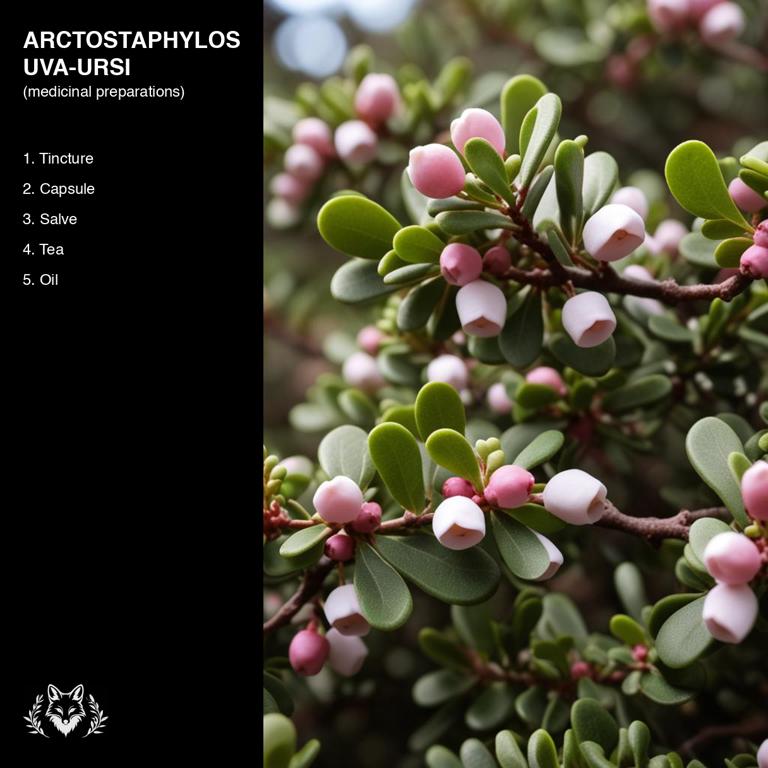 ARCTOSTAPHYLOS
UVA-URSI
(medicinal preparations)
1. Tincture
2. Capsule
3. Salve
4. Tea
5. Oil